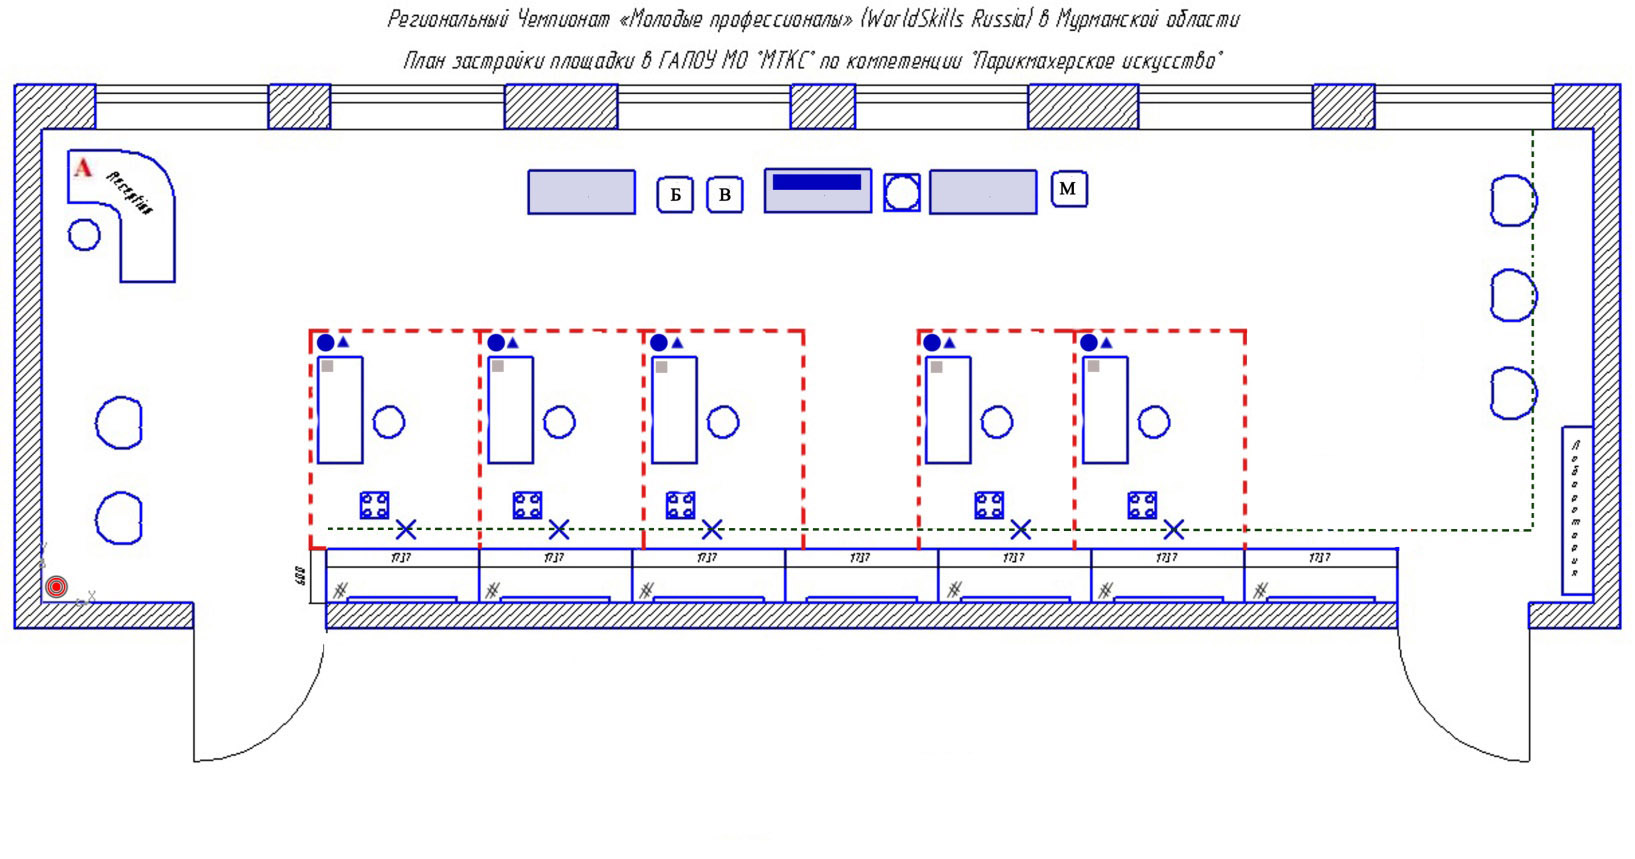 Региональный Чемпионат «Молодые профессионалы» (WorldSkills Russia) в Мурманской области
План застройки площадки в ГАПОУ МО "МТКС" по компетенции "Парикмахерское искусство"
А
Reception
Б
В
М
Лаборатория
1737
1737
1737
1737
1737
1737
1737
600
X